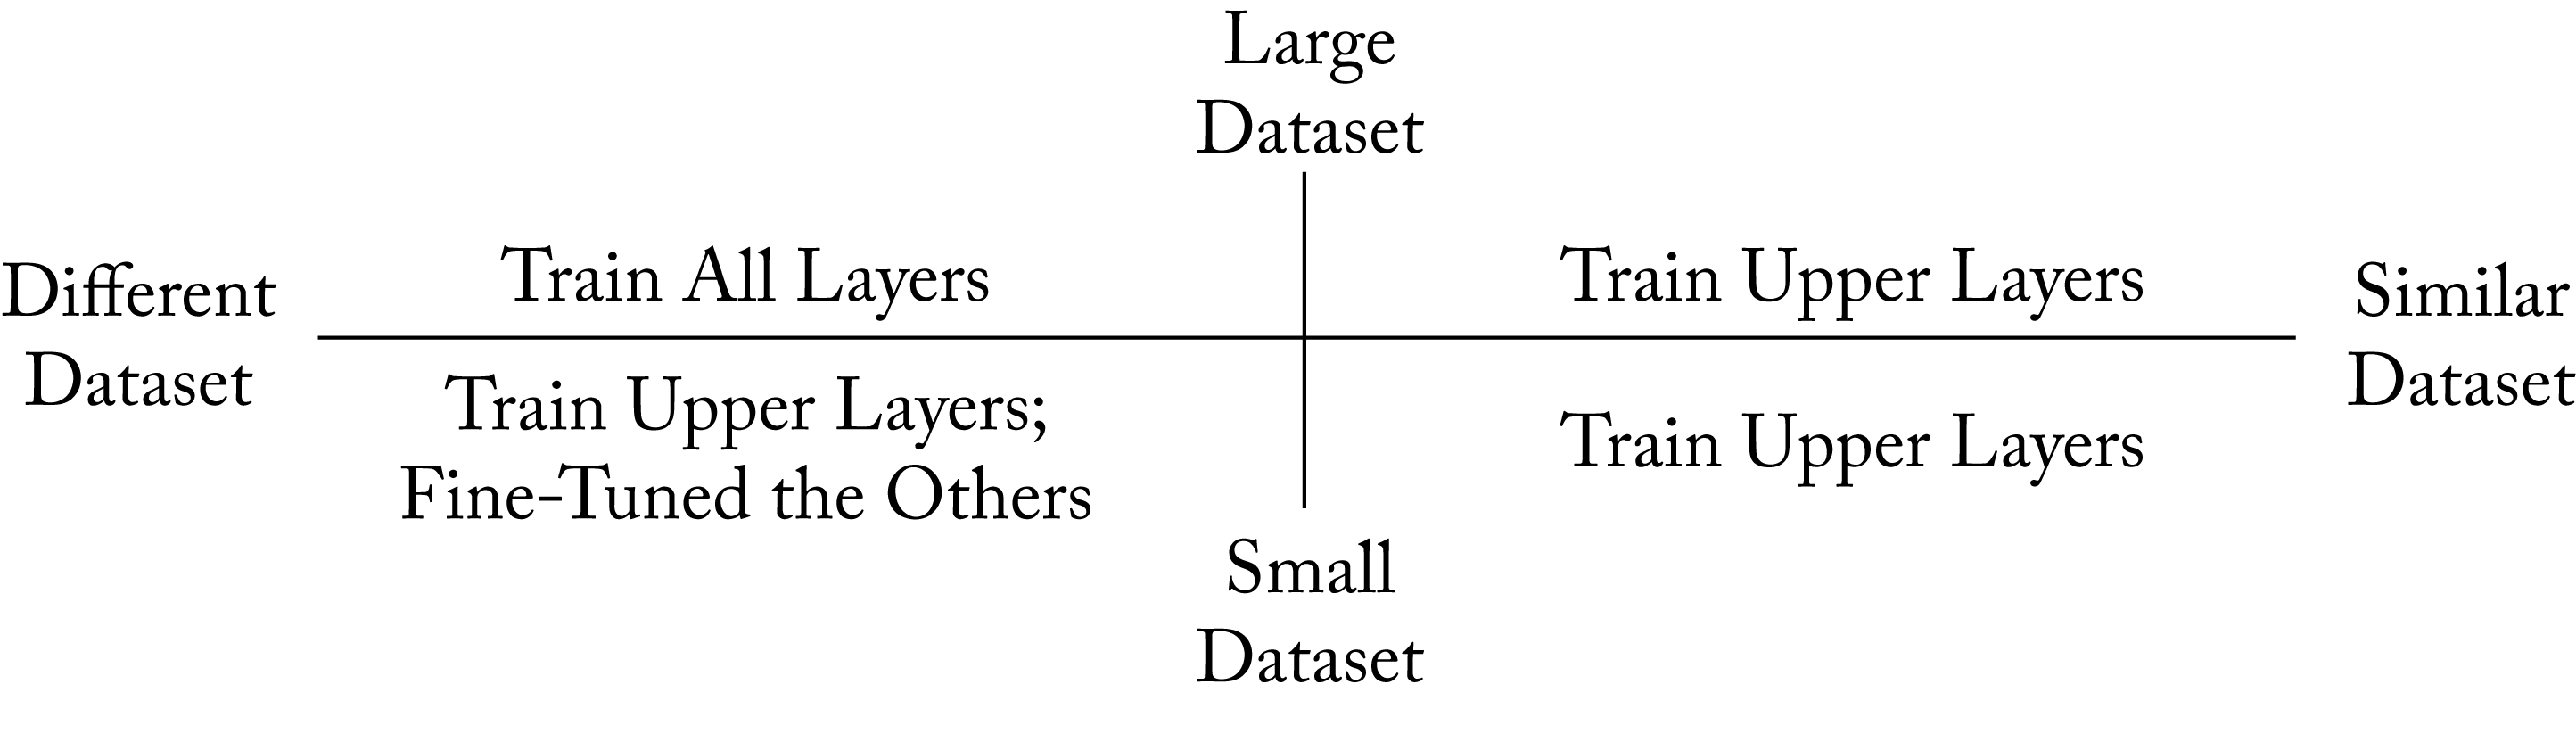 Large
Dataset
Different
Dataset
Train All Layers
Train Upper Layers
Similar
Dataset
Train Upper Layers;
Fine-Tuned the Others
Train Upper Layers
Small
Dataset